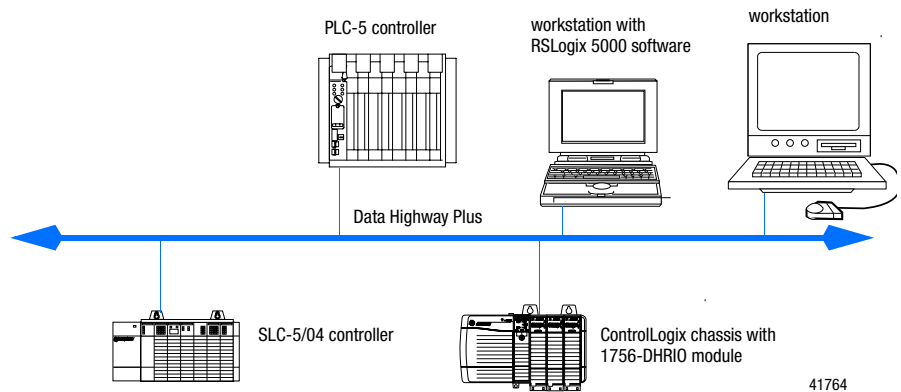 PLC-5 controller
workstation with
RSLogix 5000 software
workstation
Data Highway Plus
SLC-5/04 controller
ControlLogix chassis with
1756-DHRIO module
41764